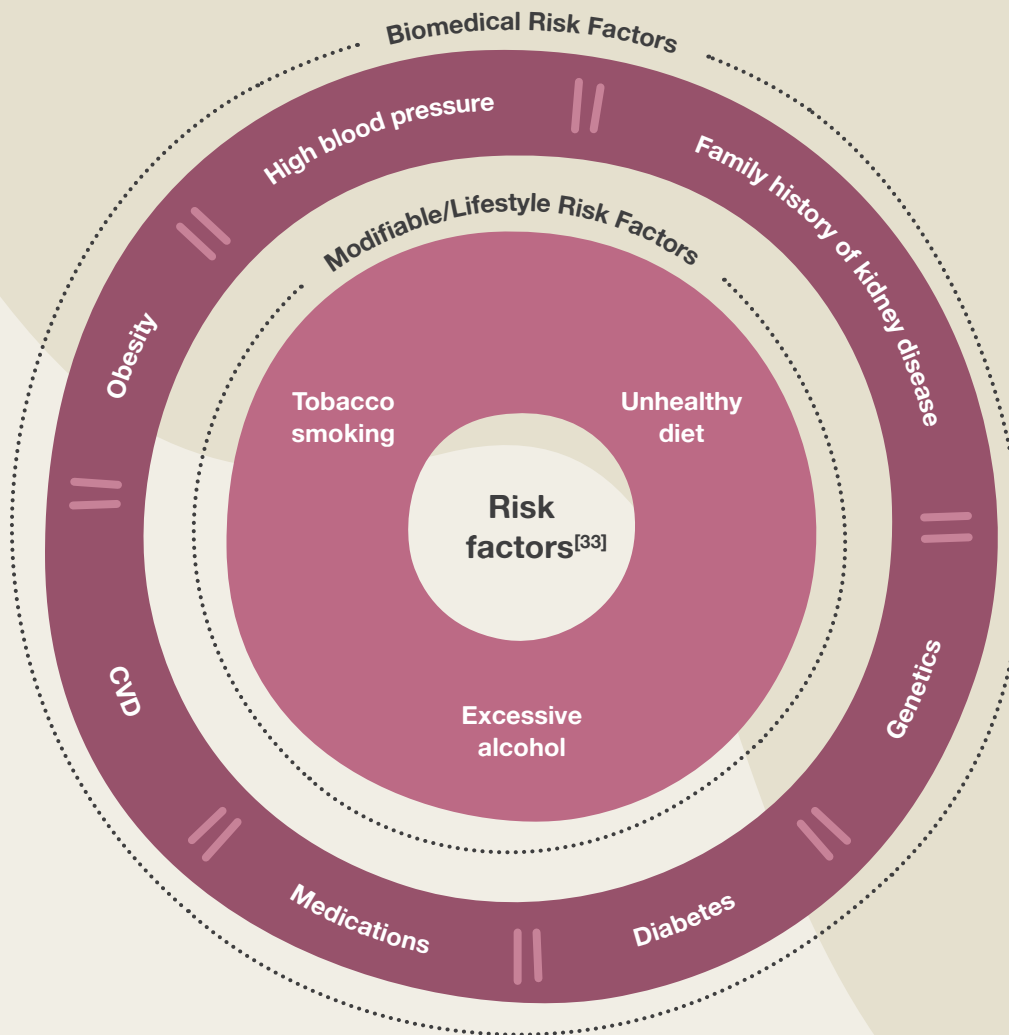 Biomedical Risk Factors
High blood pressure
Family history of kidney disease
Genetics
Diabetes
Medications
CVD
Obesity
Modifiable/Lifestyle Risk Factors
Tobacco
smoking
Unhealthy
diet
Excessive
alcohol
Risk
factors[33]